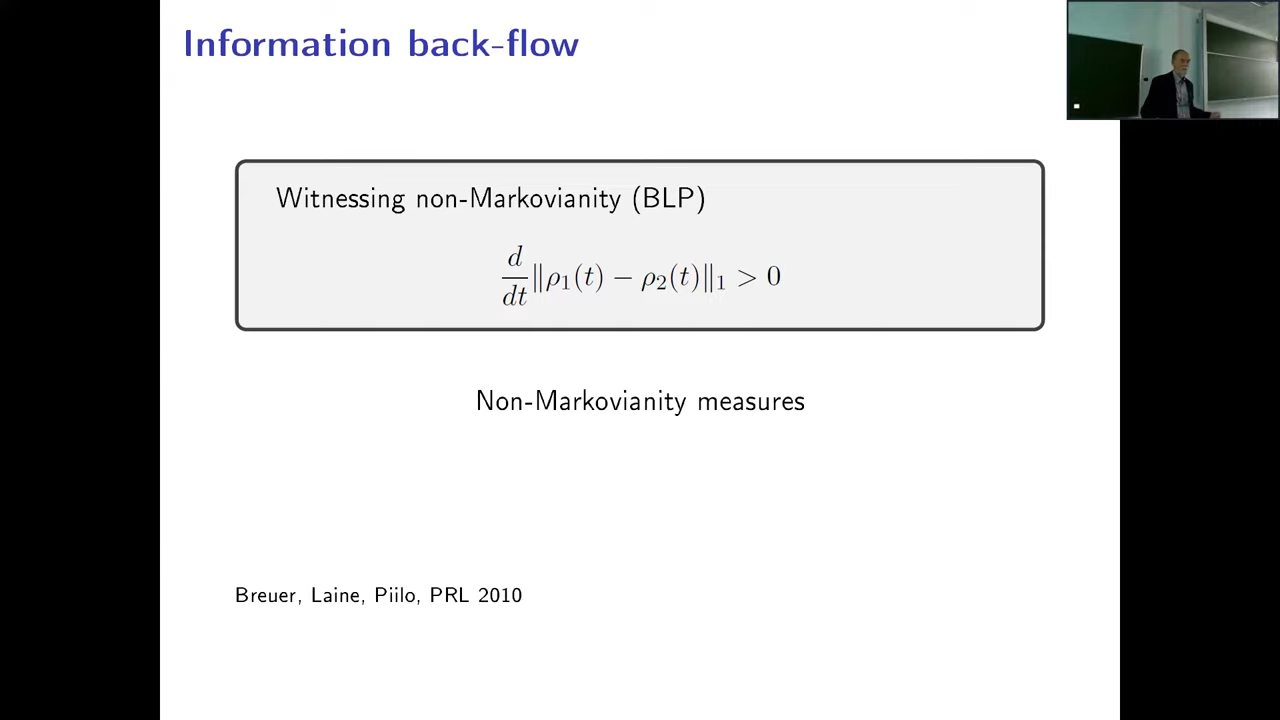 Information back-flow
Witnessing non-Markovianity (BLP)
d/dt ‖ρ₁(t) − ρ₂(t)‖₁ > 0
Non-Markovianity measures
Breuer, Laine, Piilo, PRL 2010